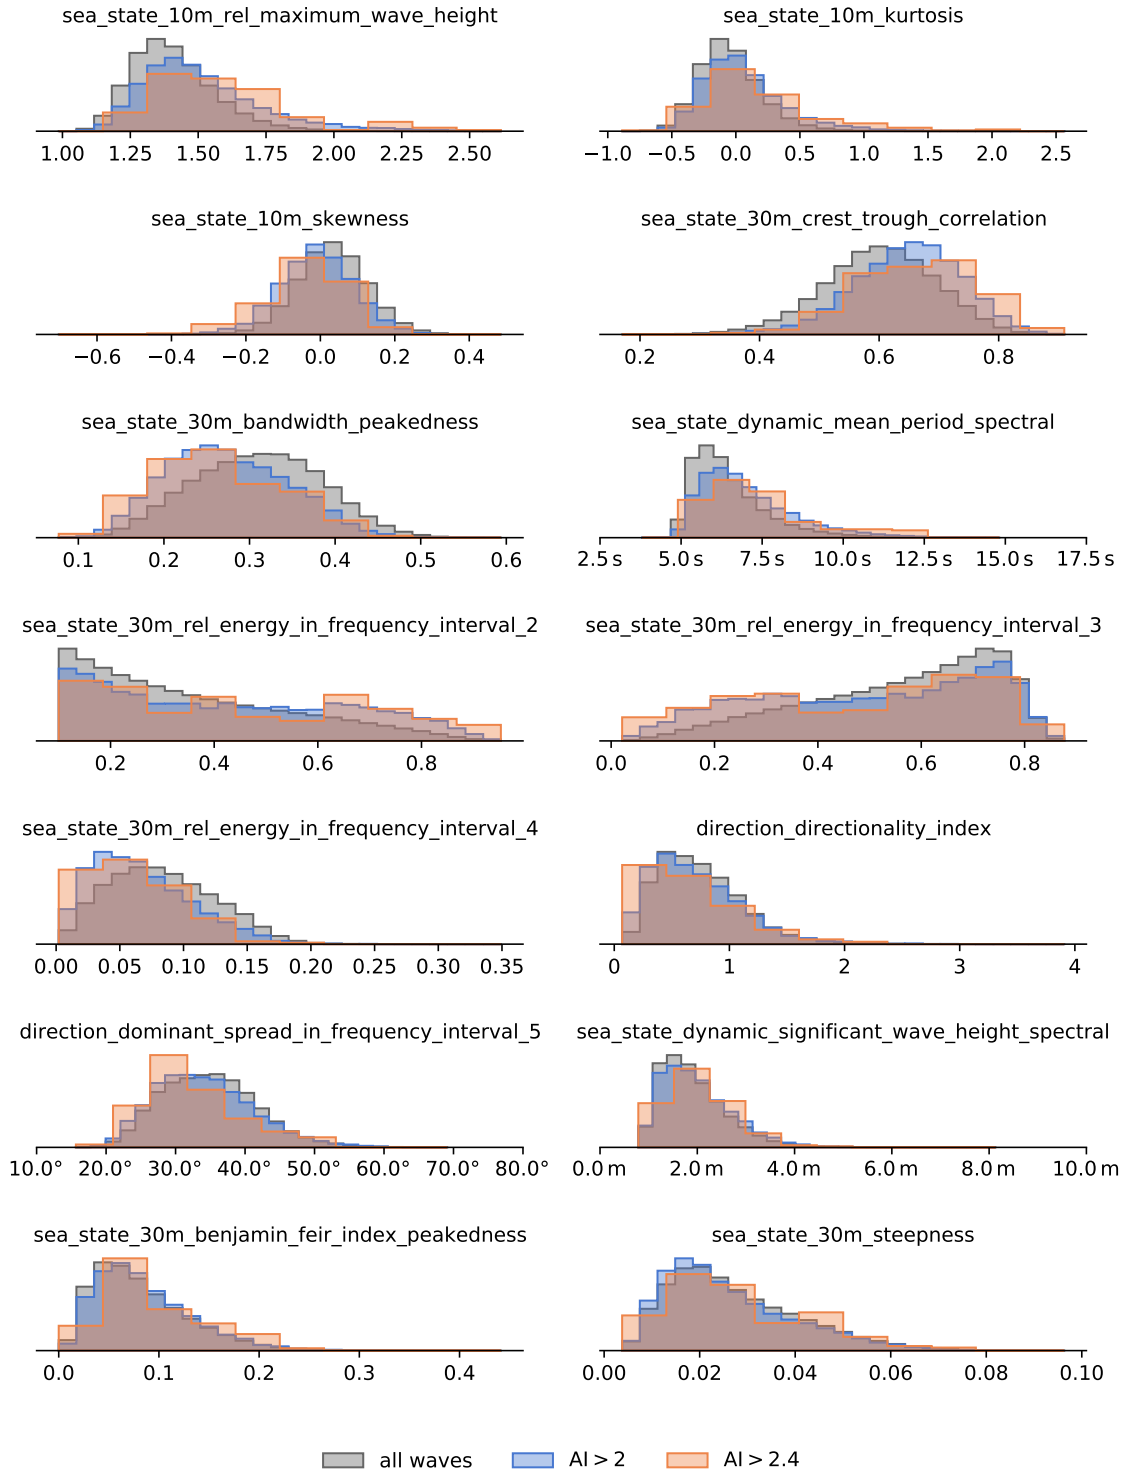 sea_state_10m_rel_maximum_wave_height
1.00 1.25 1.50 1.75 2.00 2.25 2.50
sea_state_10m_kurtosis
−1.0 −0.5 0.0 0.5 1.0 1.5 2.0 2.5
sea_state_10m_skewness
−0.6 −0.4 −0.2 0.0 0.2 0.4
sea_state_30m_crest_trough_correlation
0.2 0.4 0.6 0.8
sea_state_30m_bandwidth_peakedness
0.1 0.2 0.3 0.4 0.5 0.6
sea_state_dynamic_mean_period_spectral
2.5 s 5.0 s 7.5 s 10.0 s 12.5 s 15.0 s 17.5 s
sea_state_30m_rel_energy_in_frequency_interval_2
0.2 0.4 0.6 0.8
sea_state_30m_rel_energy_in_frequency_interval_3
0.0 0.2 0.4 0.6 0.8
sea_state_30m_rel_energy_in_frequency_interval_4
0.00 0.05 0.10 0.15 0.20 0.25 0.30 0.35
direction_directionality_index
0 1 2 3 4
direction_dominant_spread_in_frequency_interval_5
10.0° 20.0° 30.0° 40.0° 50.0° 60.0° 70.0° 80.0°
sea_state_dynamic_significant_wave_height_spectral
0.0 m 2.0 m 4.0 m 6.0 m 8.0 m 10.0 m
sea_state_30m_benjamin_feir_index_peakedness
0.0 0.1 0.2 0.3 0.4
sea_state_30m_steepness
0.00 0.02 0.04 0.06 0.08 0.10
all waves AI > 2 AI > 2.4